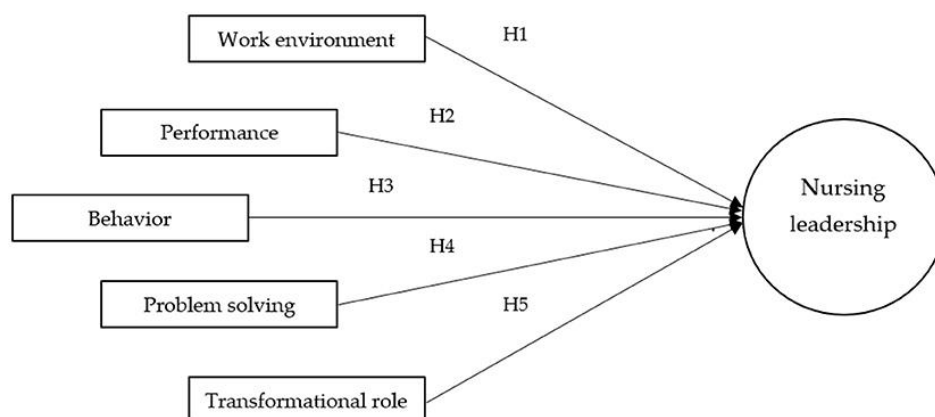 Work environment
H1
Performance
H2
Behavior
H3
Nursing
leadership
Problem solving
H4
Transformational role
H5